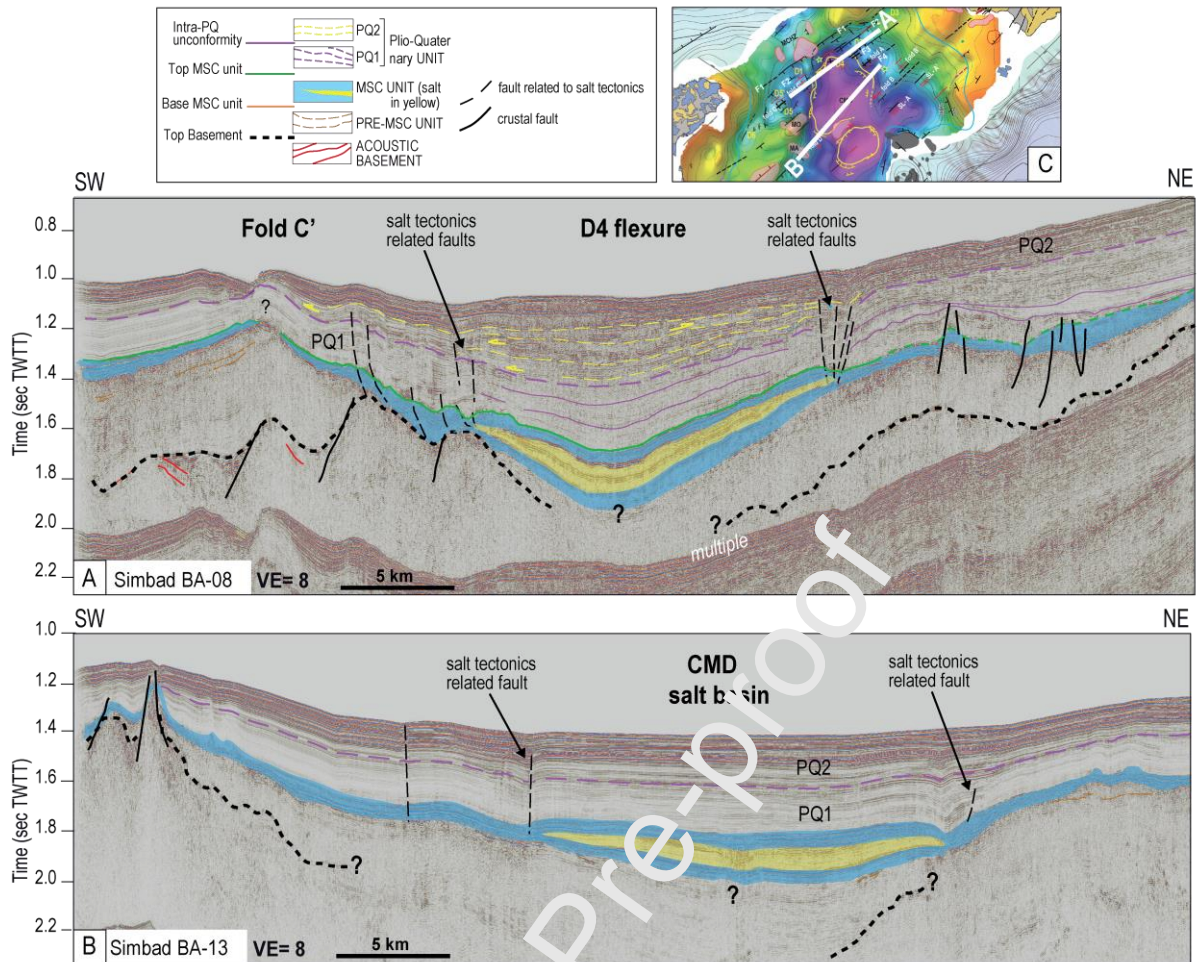 Intra-PQ
unconformity
Top MSC unit
Base MSC unit
Top Basement
PQ2
PQ1
Plio-Quater
nary UNIT
MSC UNIT (salt
in yellow)
PRE-MSC UNIT
ACOUSTIC
BASEMENT
fault related to salt tectonics
crustal fault
A
B
C
SW
NE
Fold C’
salt tectonics
related faults
D4 flexure
salt tectonics
related faults
PQ2
PQ1
?
?
?
multiple
Time (sec TWTT)
0.8
1.0
1.2
1.4
1.6
1.8
2.0
2.2
A Simbad BA-08 VE= 8 5 km
SW
NE
salt tectonics
related fault
CMD
salt basin
salt tectonics
related fault
PQ2
PQ1
?
?
?
Time (sec TWTT)
1.0
1.2
1.4
1.6
1.8
2.0
2.2
B Simbad BA-13 VE= 8 5 km
Pre-proof